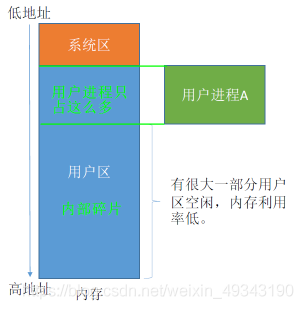 低地址
系统区
用户进程只
占这么多
用户进程A
用户区
内部碎片
有很大一部分用户
区空闲，内存利用
率低。
高地址
内存
https://blog.csdn.net/weixin_49343190